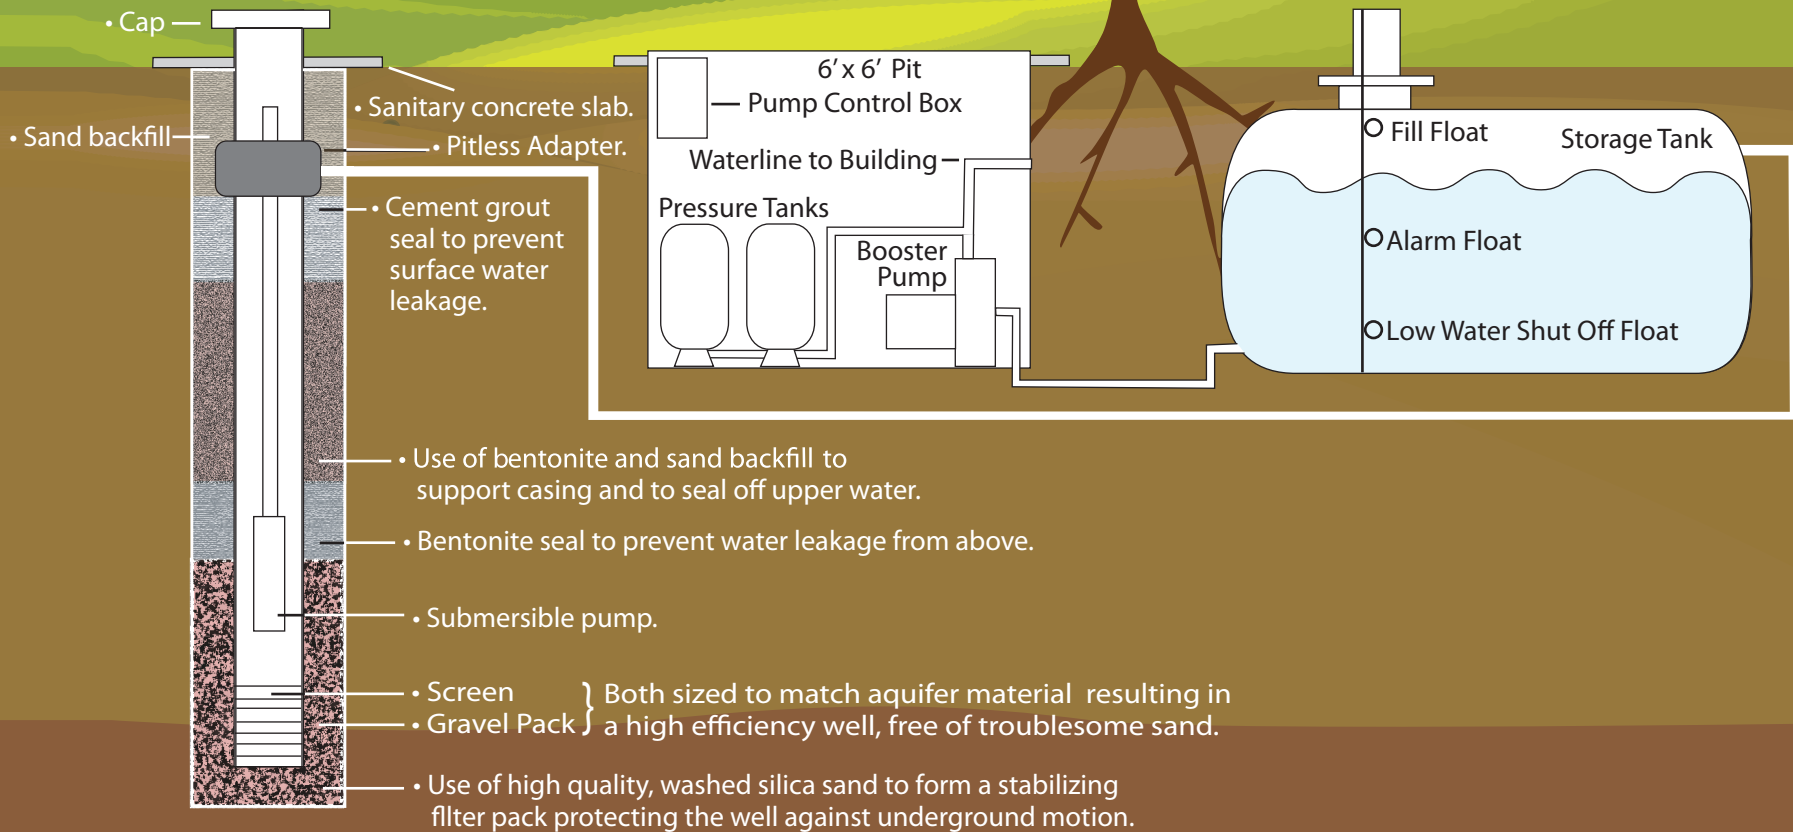 • Cap
• Sanitary concrete slab.
• Sand backfill
• Pitless Adapter.
• Cement grout
seal to prevent
surface water
leakage.
• Use of bentonite and sand backfill to
support casing and to seal off upper water.
• Bentonite seal to prevent water leakage from above.
• Submersible pump.
• Screen
• Gravel Pack
} Both sized to match aquifer material resulting in
a high efficiency well, free of troublesome sand.
• Use of high quality, washed silica sand to form a stabilizing
fIlter pack protecting the well against underground motion.
6' x 6' Pit
Pump Control Box
Waterline to Building
Pressure Tanks
Booster
Pump
Fill Float
Storage Tank
Alarm Float
Low Water Shut Off Float